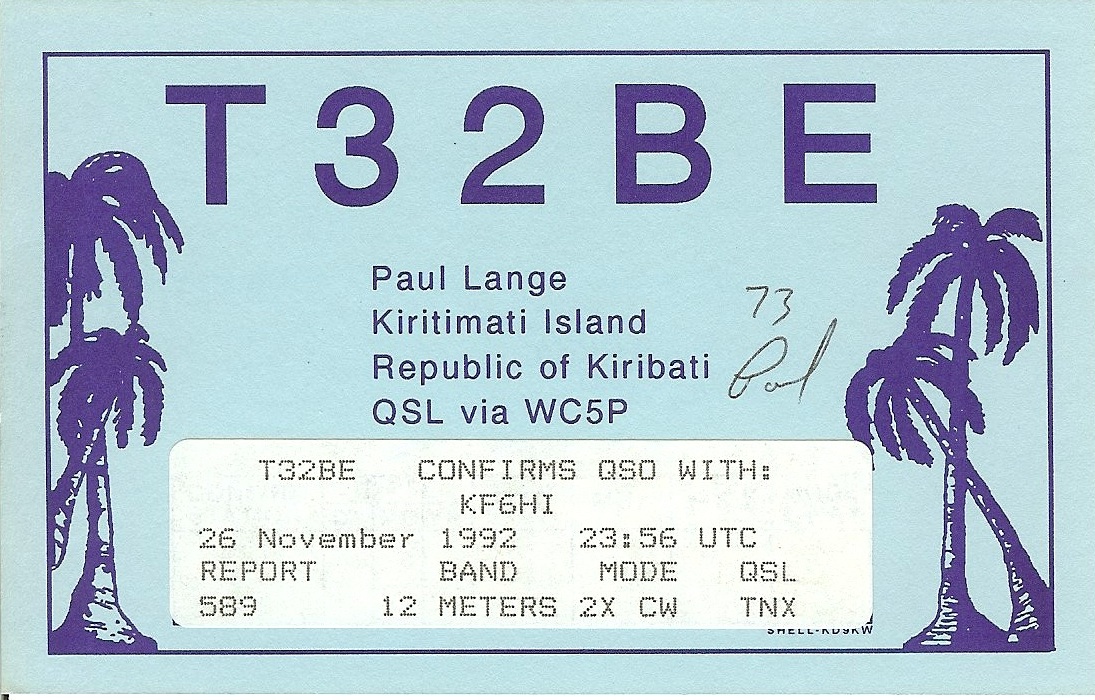 T32BE
Paul Lange
Kiritimati Island
Republic of Kiribati
QSL via WC5P
73
Paul
T32BE CONFIRMS QSO WITH:
KF6HI
26 November 1992 23:56 UTC
REPORT BAND MODE QSL
589 12 METERS 2X CW TNX
SHELL-KD9KW